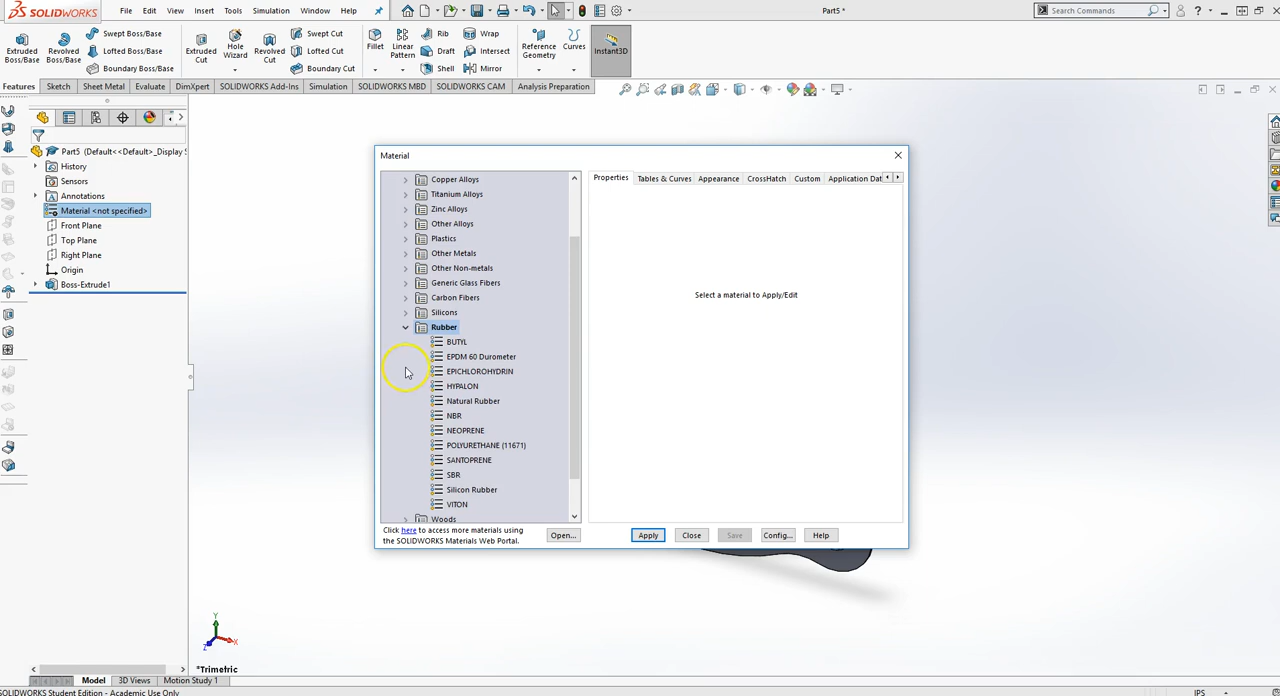 SOLIDWORKS File Edit View Insert Tools Simulation Window Help Part5 * Search Commands
Extruded Boss/Base
Revolved Boss/Base
Swept Boss/Base
Lofted Boss/Base
Boundary Boss/Base
Extruded Cut
Hole Wizard
Revolved Cut
Swept Cut
Lofted Cut
Boundary Cut
Fillet
Linear Pattern
Rib
Draft
Shell
Wrap
Intersect
Mirror
Reference Geometry
Curves
Instant3D
Features Sketch Sheet Metal Evaluate DimXpert SOLIDWORKS Add-Ins Simulation SOLIDWORKS MBD SOLIDWORKS CAM Analysis Preparation
Part5 (Default<<Default>_Display S
History
Sensors
Annotations
Material <not specified>
Front Plane
Top Plane
Right Plane
Origin
Boss-Extrude1
Material
Copper Alloys
Titanium Alloys
Zinc Alloys
Other Alloys
Plastics
Other Metals
Other Non-metals
Generic Glass Fibers
Carbon Fibers
Silicons
Rubber
BUTYL
EPDM 60 Durometer
EPICHLOROHYDRIN
HYPALON
Natural Rubber
NBR
NEOPRENE
POLYURETHANE (11671)
SANTOPRENE
SBR
Silicon Rubber
VITON
Woods
Properties Tables & Curves Appearance CrossHatch Custom Application Dat
Select a material to Apply/Edit
Click here to access more materials using
the SOLIDWORKS Materials Web Portal.
Open... Apply Close Save Config... Help
Y
X
Z
*Trimetric
Model 3D Views Motion Study 1
SOLIDWORKS Student Edition - Academic Use Only IPS